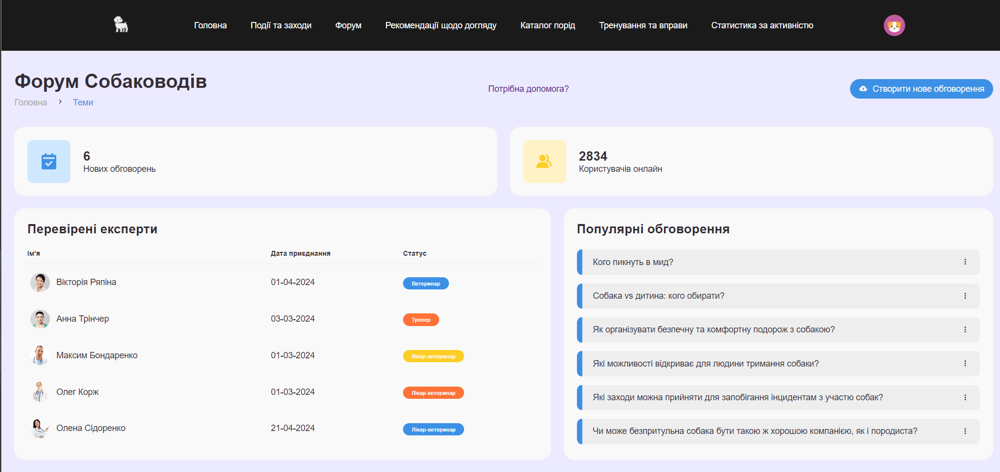 Головна
Події та заходи
Форум
Рекомендації щодо догляду
Каталог порід
Тренування та вправи
Статистика за активністю
Форум Собаководів
Головна
Теми
Потрібна допомога?
Створити нове обговорення
6
Нових обговорень
2834
Користувачів онлайн
Перевірені експерти
Ім'я Дата приєднання Статус
Вікторія Ряпіна 01-04-2024 Ветеринар
Анна Трінчер 03-03-2024 Тренер
Максим Бондаренко 01-03-2024 Лікар-ветеринар
Олег Корж 01-03-2024 Лікар-ветеринар
Олена Сідоренко 21-04-2024 Лікар-ветеринар
Популярні обговорення
Кого пикнуть в мид?
Собака vs дитина: кого обирати?
Як організувати безпечну та комфортну подорож з собакою?
Які можливості відкриває для людини тримання собаки?
Які заходи можна прийняти для запобігання інцидентам з участю собак?
Чи може безпритульна собака бути такою ж хорошою компанією, як і породиста?